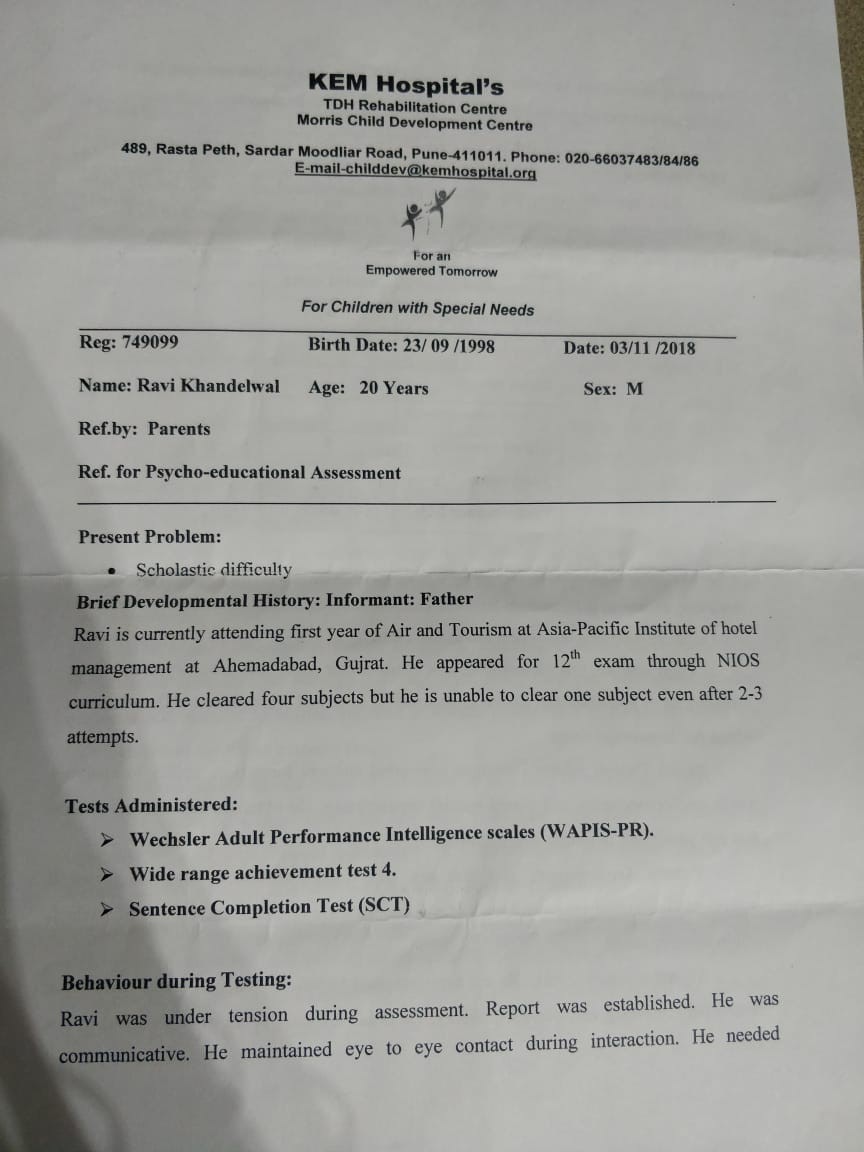 KEM Hospital's
TDH Rehabilitation Centre
Morris Child Development Centre
489, Rasta Peth, Sardar Moodliar Road, Pune-411011. Phone: 020-66037483/84/86
E-mail-childdev@kemhospital.org
For an
Empowered Tomorrow
For Children with Special Needs
Reg: 749099 Birth Date: 23/ 09 /1998 Date: 03/11 /2018
Name: Ravi Khandelwal Age: 20 Years Sex: M
Ref.by: Parents
Ref. for Psycho-educational Assessment
Present Problem:
• Scholastic difficulty
Brief Developmental History: Informant: Father
Ravi is currently attending first year of Air and Tourism at Asia-Pacific Institute of hotel
management at Ahemadabad, Gujrat. He appeared for 12th exam through NIOS
curriculum. He cleared four subjects but he is unable to clear one subject even after 2-3
attempts.
Tests Administered:
➢ Wechsler Adult Performance Intelligence scales (WAPIS-PR).
➢ Wide range achievement test 4.
➢ Sentence Completion Test (SCT)
Behaviour during Testing:
Ravi was under tension during assessment. Report was established. He was
communicative. He maintained eye to eye contact during interaction. He needed